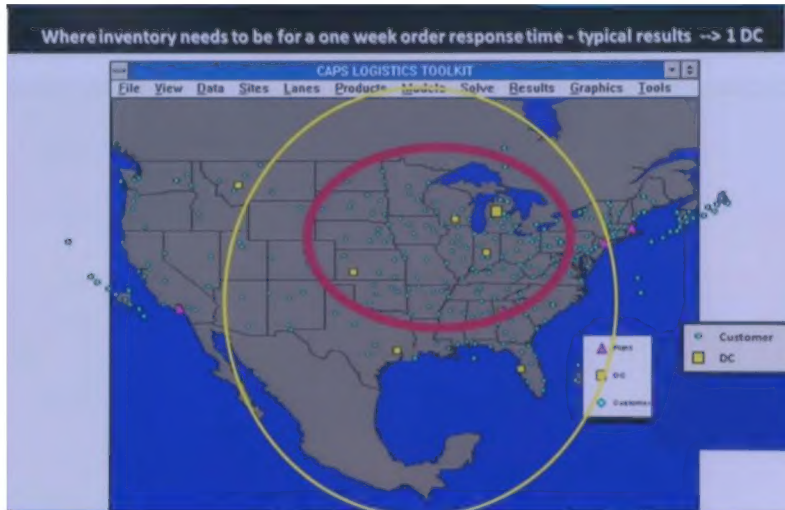 Where inventory needs to be for a one week order response time - typical results --> 1 DC
CAPS LOGISTICS TOOLKIT
File View Data Sites Lanes Products Models Solve Results Graphics Tools
Customer
DC
DC
Customer